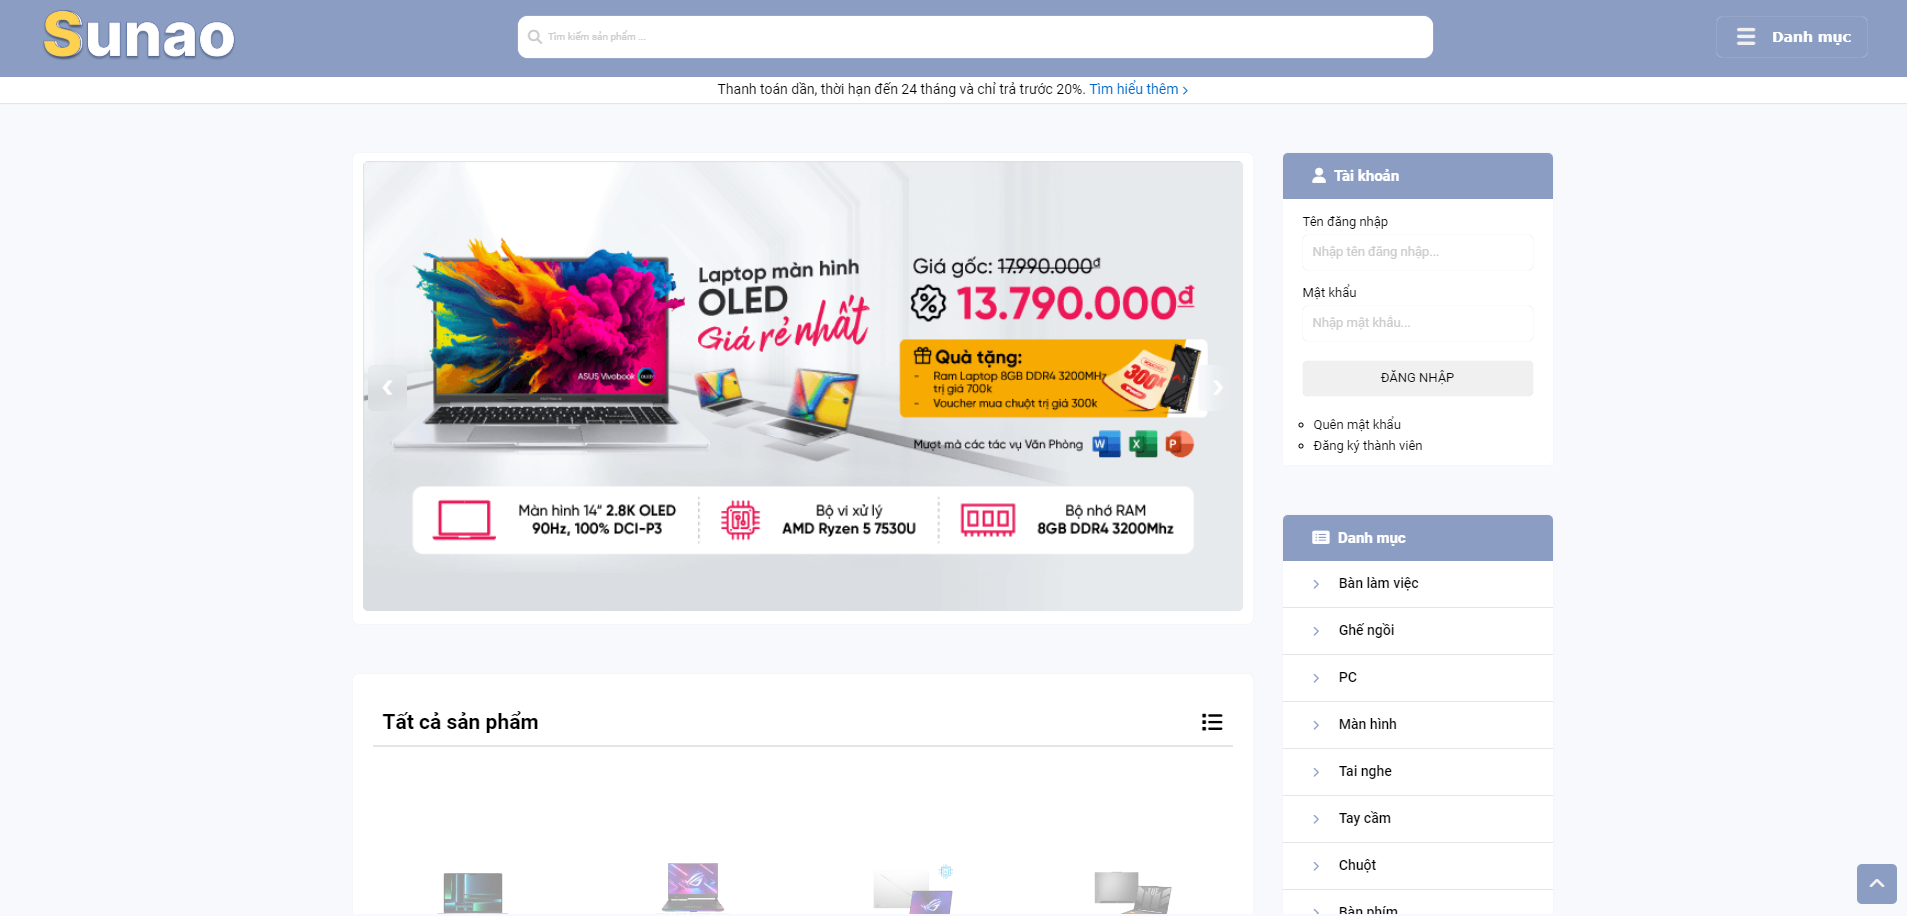 Sunao
Tìm kiếm sản phẩm ...
Danh mục
Thanh toán dần, thời hạn đến 24 tháng và chỉ trả trước 20%. Tìm hiểu thêm
Laptop màn hình
OLED
Giá rẻ nhất
Giá gốc: 17.990.000đ
13.790.000đ
ASUS Vivobook
OLED
Quà tặng:
- Ram Laptop 8GB DDR4 3200MHz
trị giá 700k
- Voucher mua chuột trị giá 300k
300K
Mượt mà các tác vụ Văn Phòng
W
X
P
Màn hình 14" 2.8K OLED
90Hz, 100% DCI-P3
Bộ vi xử lý
AMD Ryzen 5 7530U
Bộ nhớ RAM
8GB DDR4 3200Mhz
Tất cả sản phẩm
Tài khoản
Tên đăng nhập
Nhập tên đăng nhập...
Mật khẩu
Nhập mật khẩu...
ĐĂNG NHẬP
Quên mật khẩu
Đăng ký thành viên
Danh mục
Bàn làm việc
Ghế ngồi
PC
Màn hình
Tai nghe
Tay cầm
Chuột
Bàn phím